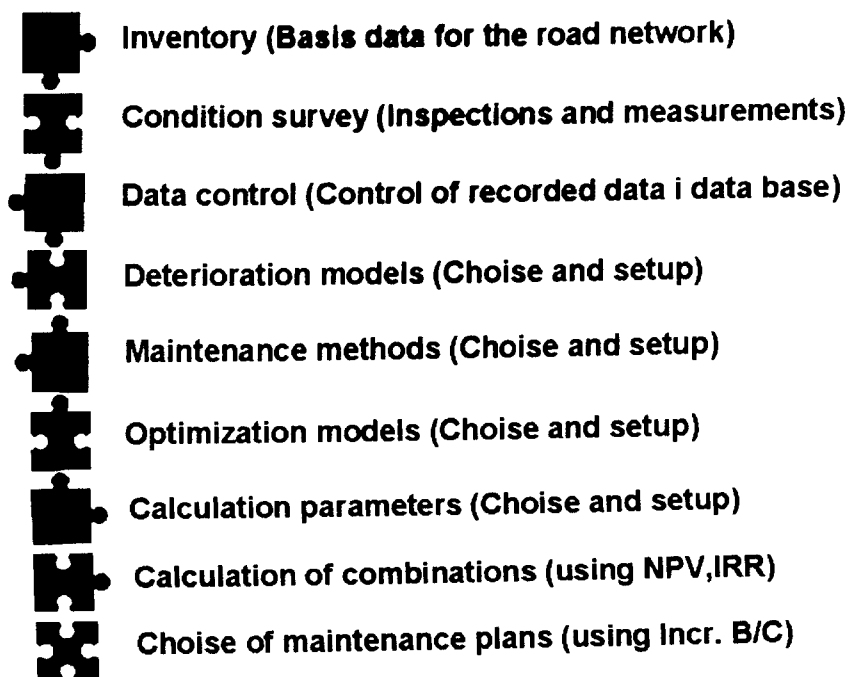 Inventory (Basis data for the road network)
Condition survey (Inspections and measurements)
Data control (Control of recorded data i data base)
Deterioration models (Choise and setup)
Maintenance methods (Choise and setup)
Optimization models (Choise and setup)
Calculation parameters (Choise and setup)
Calculation of combinations (using NPV,IRR)
Choise of maintenance plans (using Incr. B/C)